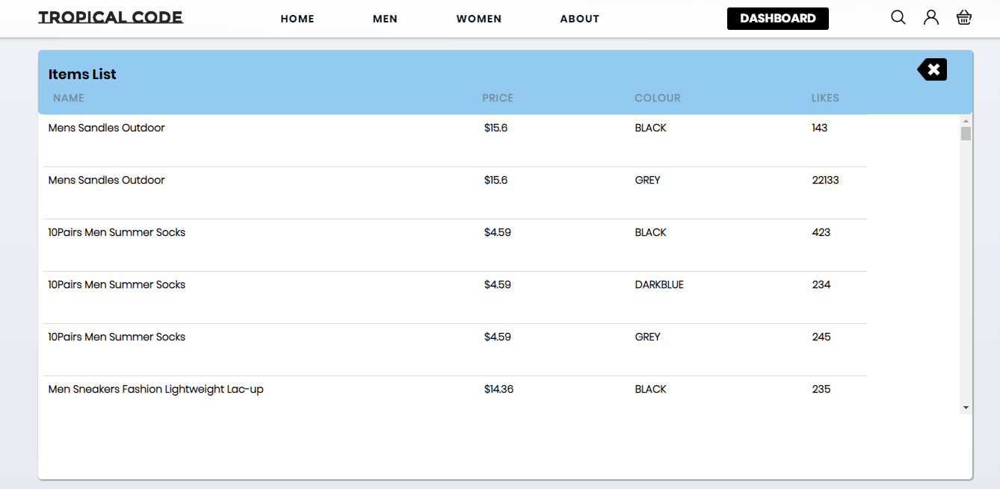 TROPICAL CODE HOME MEN WOMEN ABOUT DASHBOARD
Items List
NAME PRICE COLOUR LIKES
Mens Sandles Outdoor $15.6 BLACK 143
Mens Sandles Outdoor $15.6 GREY 22133
10Pairs Men Summer Socks $4.59 BLACK 423
10Pairs Men Summer Socks $4.59 DARKBLUE 234
10Pairs Men Summer Socks $4.59 GREY 245
Men Sneakers Fashion Lightweight Lac-up $14.36 BLACK 235